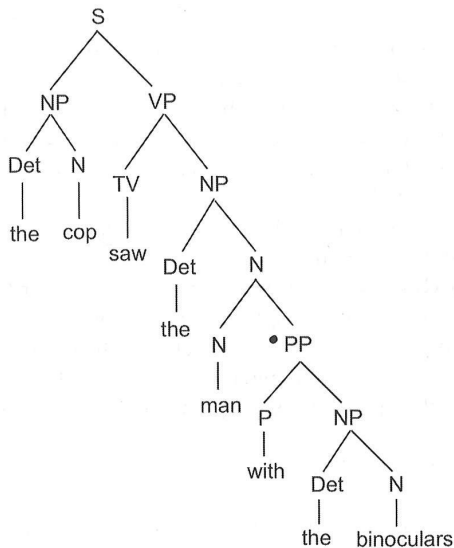 S
NP VP
Det N TV NP
the cop saw Det N
the N PP
man P NP
with Det N
the binoculars